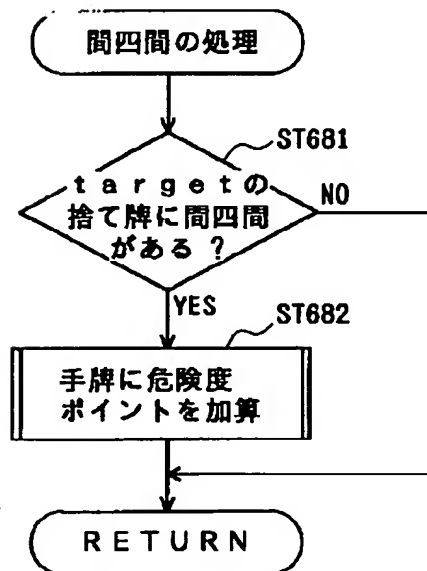 間四間の処理
ST681
targetの
捨て牌に間四間
がある？
NO
YES
ST682
手牌に危険度
ポイントを加算
RETURN